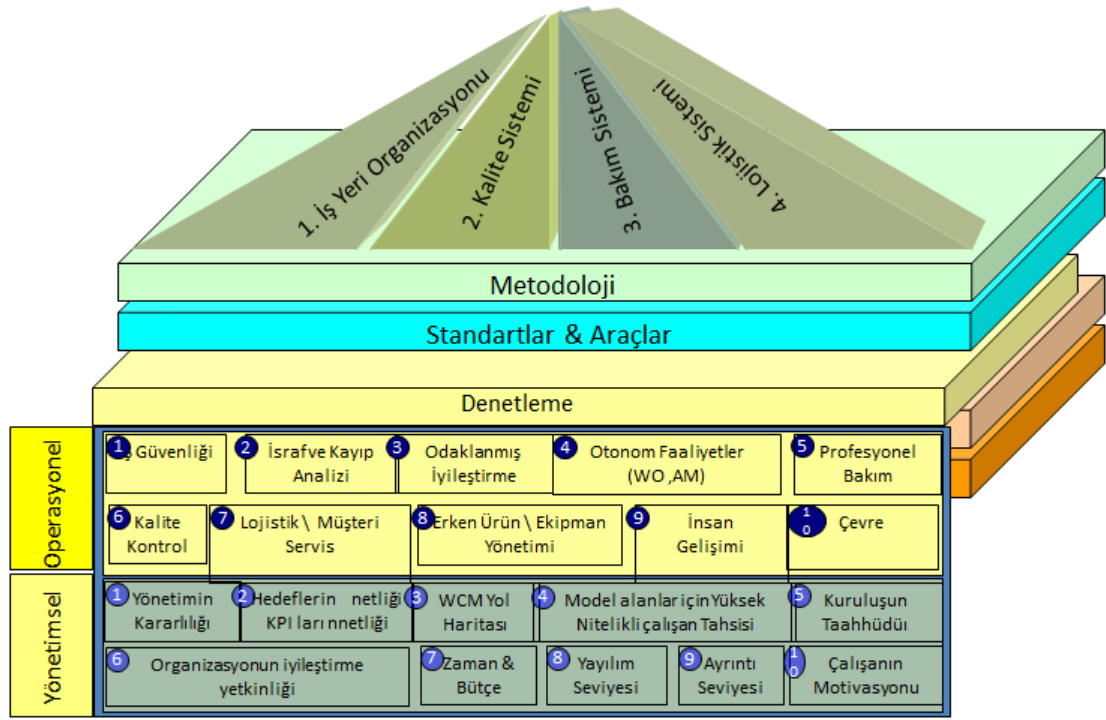 1. İş Yeri Organizasyonu
2. Kalite Sistemi
3. Bakım Sistemi
4. Lojistik Sistemi
Metodoloji
Standartlar & Araçlar
Denetleme
Operasyonel
1 İş Güvenliği
2 İsrafve Kayıp
Analizi
3 Odaklanmış
İyileştirme
4 Otonom Faaliyetler
(WO ,AM)
5 Profesyonel
Bakım
6 Kalite
Kontrol
7 Lojistik \ Müşteri
Servis
8 Erken Ürün \ Ekipman
Yönetimi
9 İnsan
Gelişimi
10 Çevre
Yönetimsel
1 Yönetimin
Kararlılığı
2 Hedeflerin netliği
KPI ları nnetliği
3 WCM Yol
Haritası
4 Model alanlar için Yüksek
Nitelikli çalışan Tahsisi
5 Kuruluşun
Taahhüdü
6 Organizasyonun iyileştirme
yetkinliği
7 Zaman &
Bütçe
8 Yayılım
Seviyesi
9 Ayrıntı
Seviyesi
10 Çalışanın
Motivasyonu